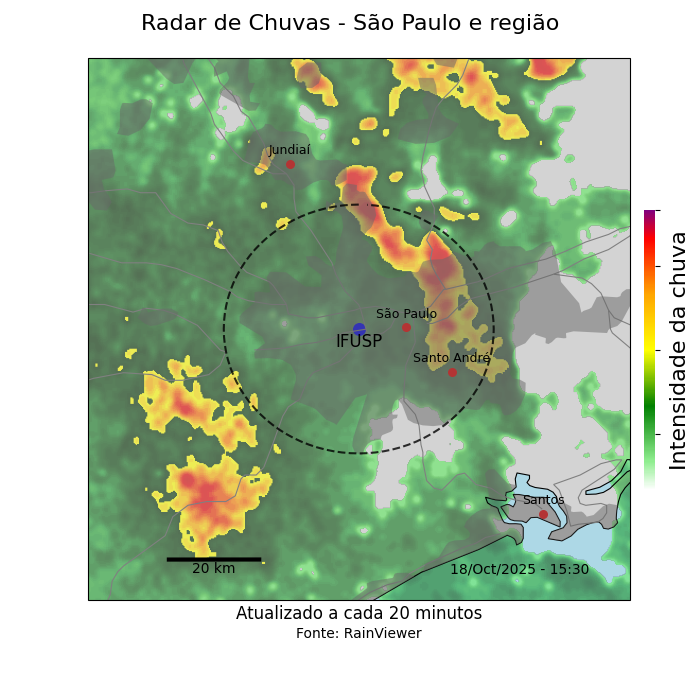 Radar de Chuvas - São Paulo e região
Jundiaí
São Paulo
IFUSP
Santo André
Santos
20 km
18/Oct/2025 - 15:30
Intensidade da chuva
Atualizado a cada 20 minutos
Fonte: RainViewer